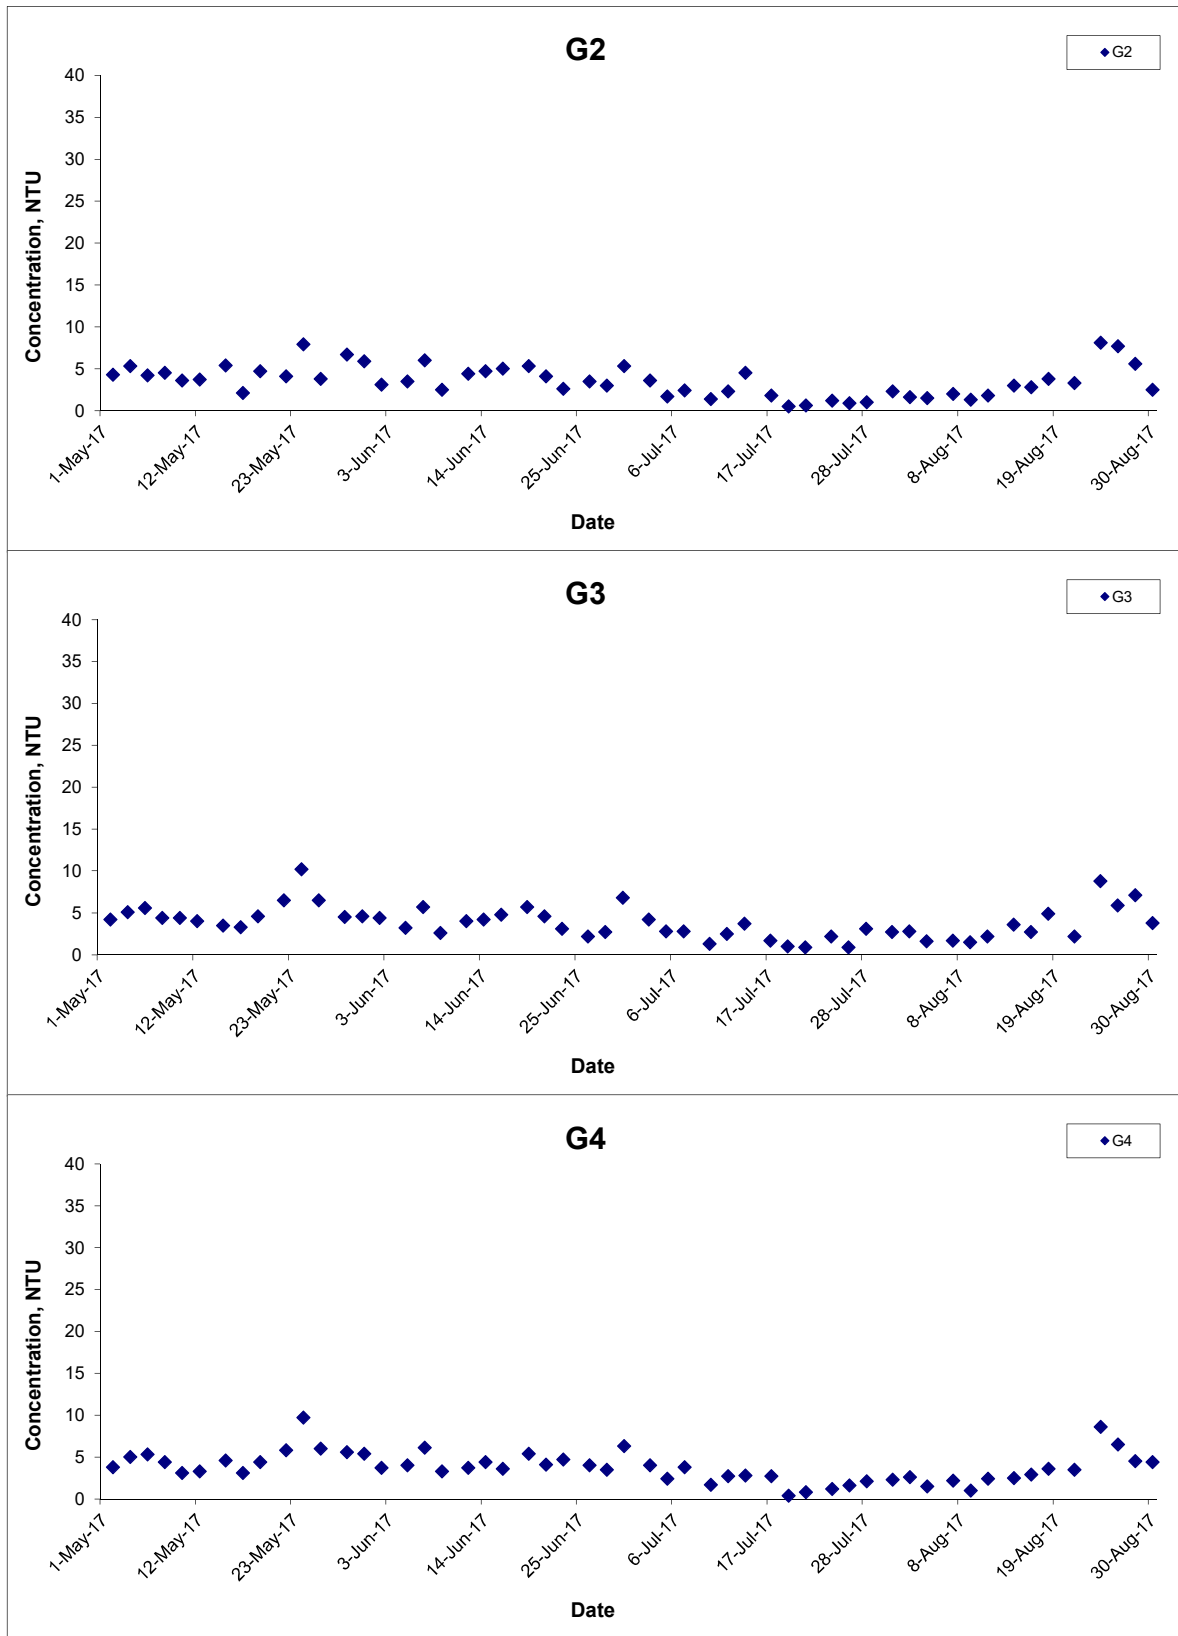 G2
G2
40
35
30
25
20
15
10
5
0
Concentration, NTU
1-May-17 12-May-17 23-May-17 3-Jun-17 14-Jun-17 25-Jun-17 6-Jul-17 17-Jul-17 28-Jul-17 8-Aug-17 19-Aug-17 30-Aug-17
Date
G3
G3
40
35
30
25
20
15
10
5
0
Concentration, NTU
1-May-17 12-May-17 23-May-17 3-Jun-17 14-Jun-17 25-Jun-17 6-Jul-17 17-Jul-17 28-Jul-17 8-Aug-17 19-Aug-17 30-Aug-17
Date
G4
G4
40
35
30
25
20
15
10
5
0
Concentration, NTU
1-May-17 12-May-17 23-May-17 3-Jun-17 14-Jun-17 25-Jun-17 6-Jul-17 17-Jul-17 28-Jul-17 8-Aug-17 19-Aug-17 30-Aug-17
Date